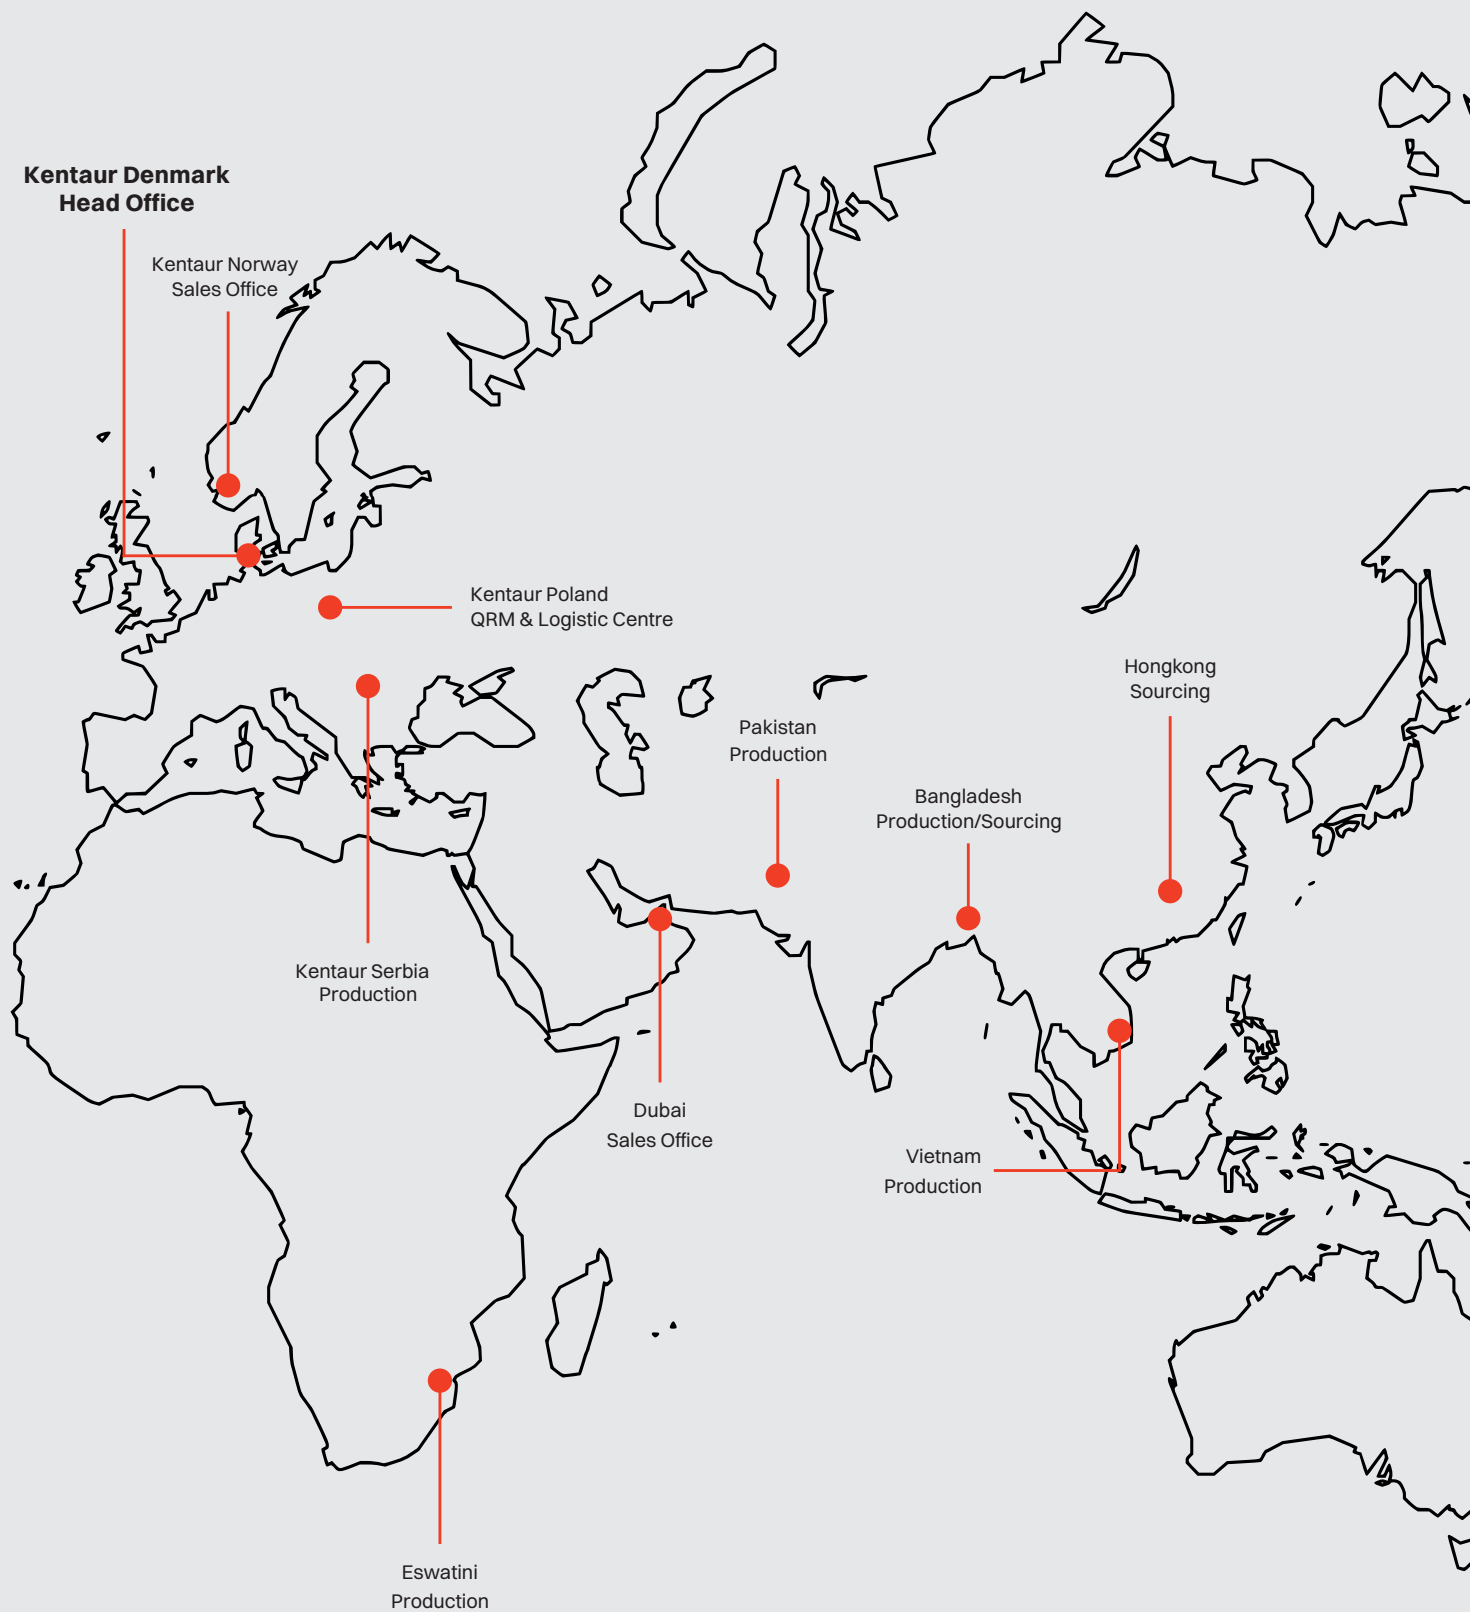 Kentaur Denmark
Head Office
Kentaur Norway
Sales Office
Kentaur Poland
QRM & Logistic Centre
Hongkong
Sourcing
Pakistan
Production
Bangladesh
Production/Sourcing
Kentaur Serbia
Production
Dubai
Sales Office
Vietnam
Production
Eswatini
Production